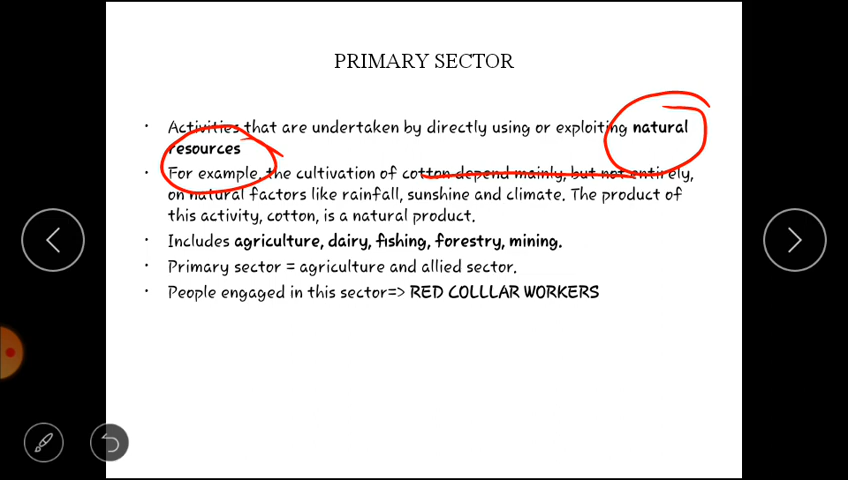 PRIMARY SECTOR
· Activities that are undertaken by directly using or exploiting natural
resources
· For example, the cultivation of cotton depend mainly, but not entirely,
on natural factors like rainfall, sunshine and climate. The product of
this activity, cotton, is a natural product.
· Includes agriculture, dairy, fishing, forestry, mining.
· Primary sector = agriculture and allied sector.
· People engaged in this sector=> RED COLLLAR WORKERS